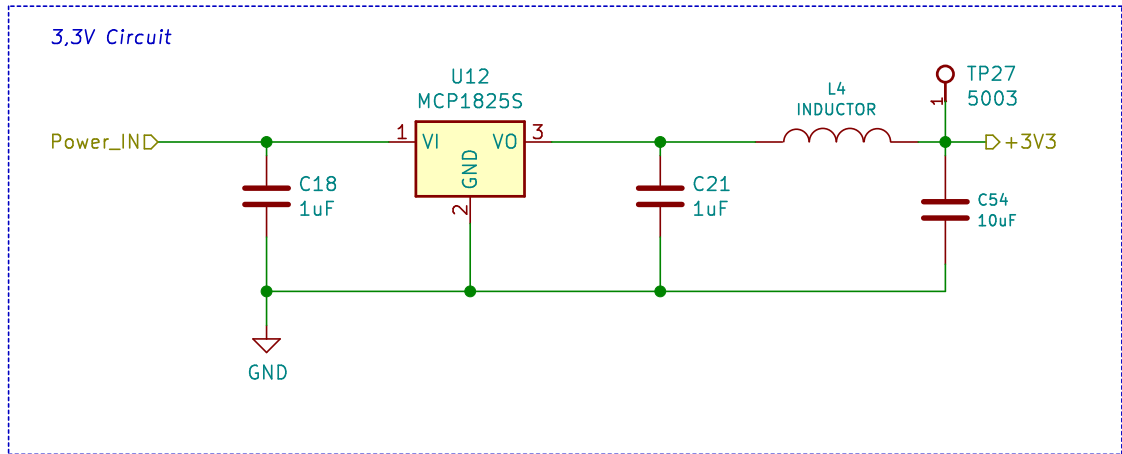 3,3V Circuit
U12
MCP1825S
TP27
5003
L4
INDUCTOR
1
Power_IN
1
VI
GND
VO
3
+3V3
2
C18
1uF
C21
1uF
C54
10uF
GND